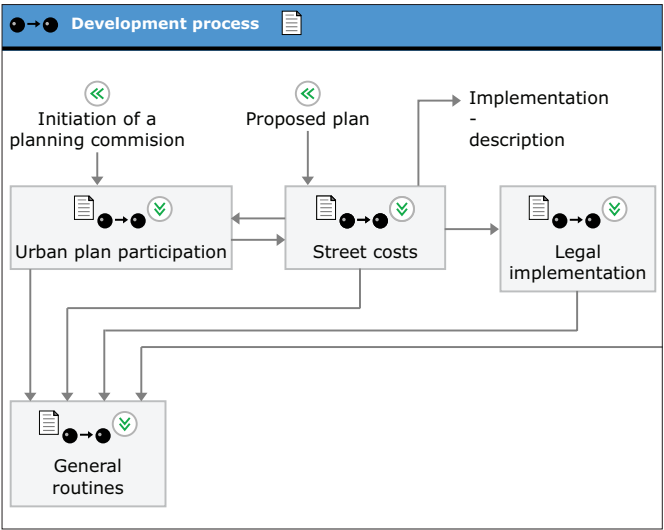 Development process
Initiation of a
planning commision
Proposed plan
Implementation
-
description
Urban plan participation
Street costs
Legal
implementation
General
routines